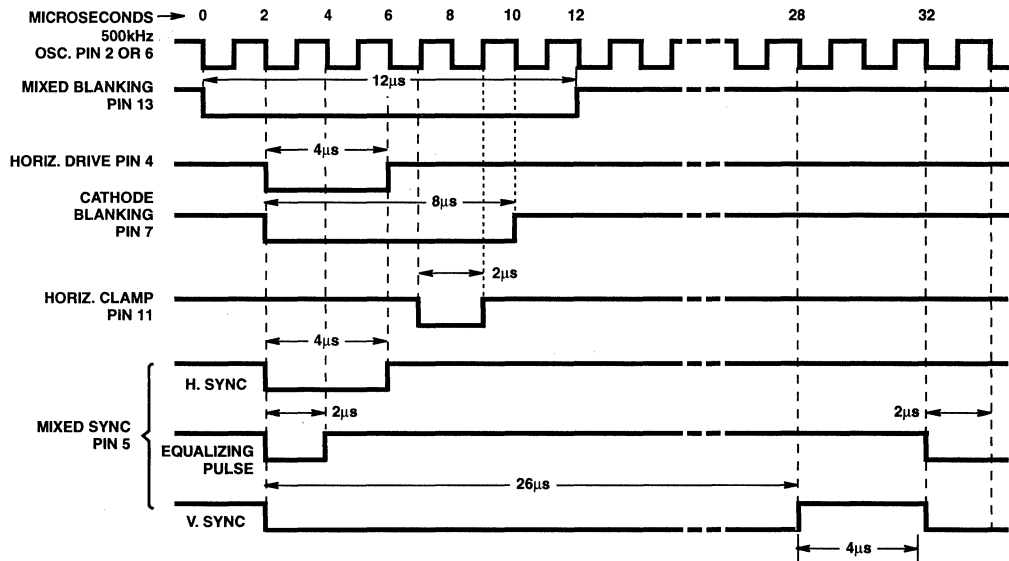 MICROSECONDS → 0 2 4 6 8 10 12 28 32
500kHz
OSC. PIN 2 OR 6
12µs
MIXED BLANKING
PIN 13
4µs
HORIZ. DRIVE PIN 4
CATHODE
BLANKING
PIN 7
8µs
2µs
HORIZ. CLAMP
PIN 11
4µs
H. SYNC
2µs 2µs
MIXED SYNC
PIN 5
EQUALIZING
PULSE
26µs
V. SYNC
4µs